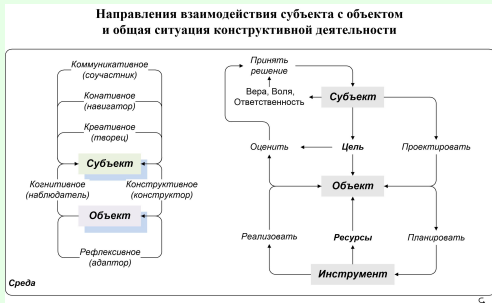 Направления взаимодействия субъекта с объектом
и общая ситуация конструктивной деятельности
Коммуникативное
(соучастник)
Конативное
(навигатор)
Креативное
(творец)
Субъект
Когнитивное
(наблюдатель)
Конструктивное
(конструктор)
Объект
Рефлексивное
(адаптор)
Среда
Принять
решение
Вера, Воля,
Ответственность
Субъект
Оценить
Цель
Проектировать
Объект
Реализовать
Ресурсы
Планировать
Инструмент